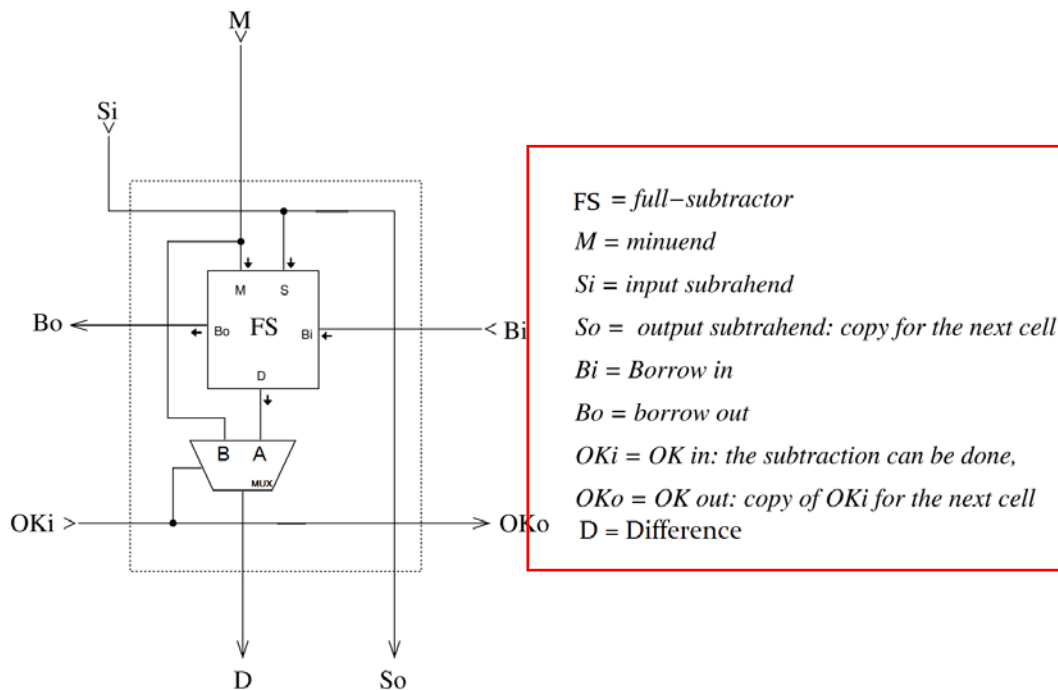 M
Si
M S
Bo Bo FS Bi Bi
D
B A
MUX
OKi OKo
D So
FS = full-subtractor
M = minuend
Si = input subrahend
So = output subtrahend: copy for the next cell
Bi = Borrow in
Bo = borrow out
OKi = OK in: the subtraction can be done,
OKo = OK out: copy of OKi for the next cell
D = Difference